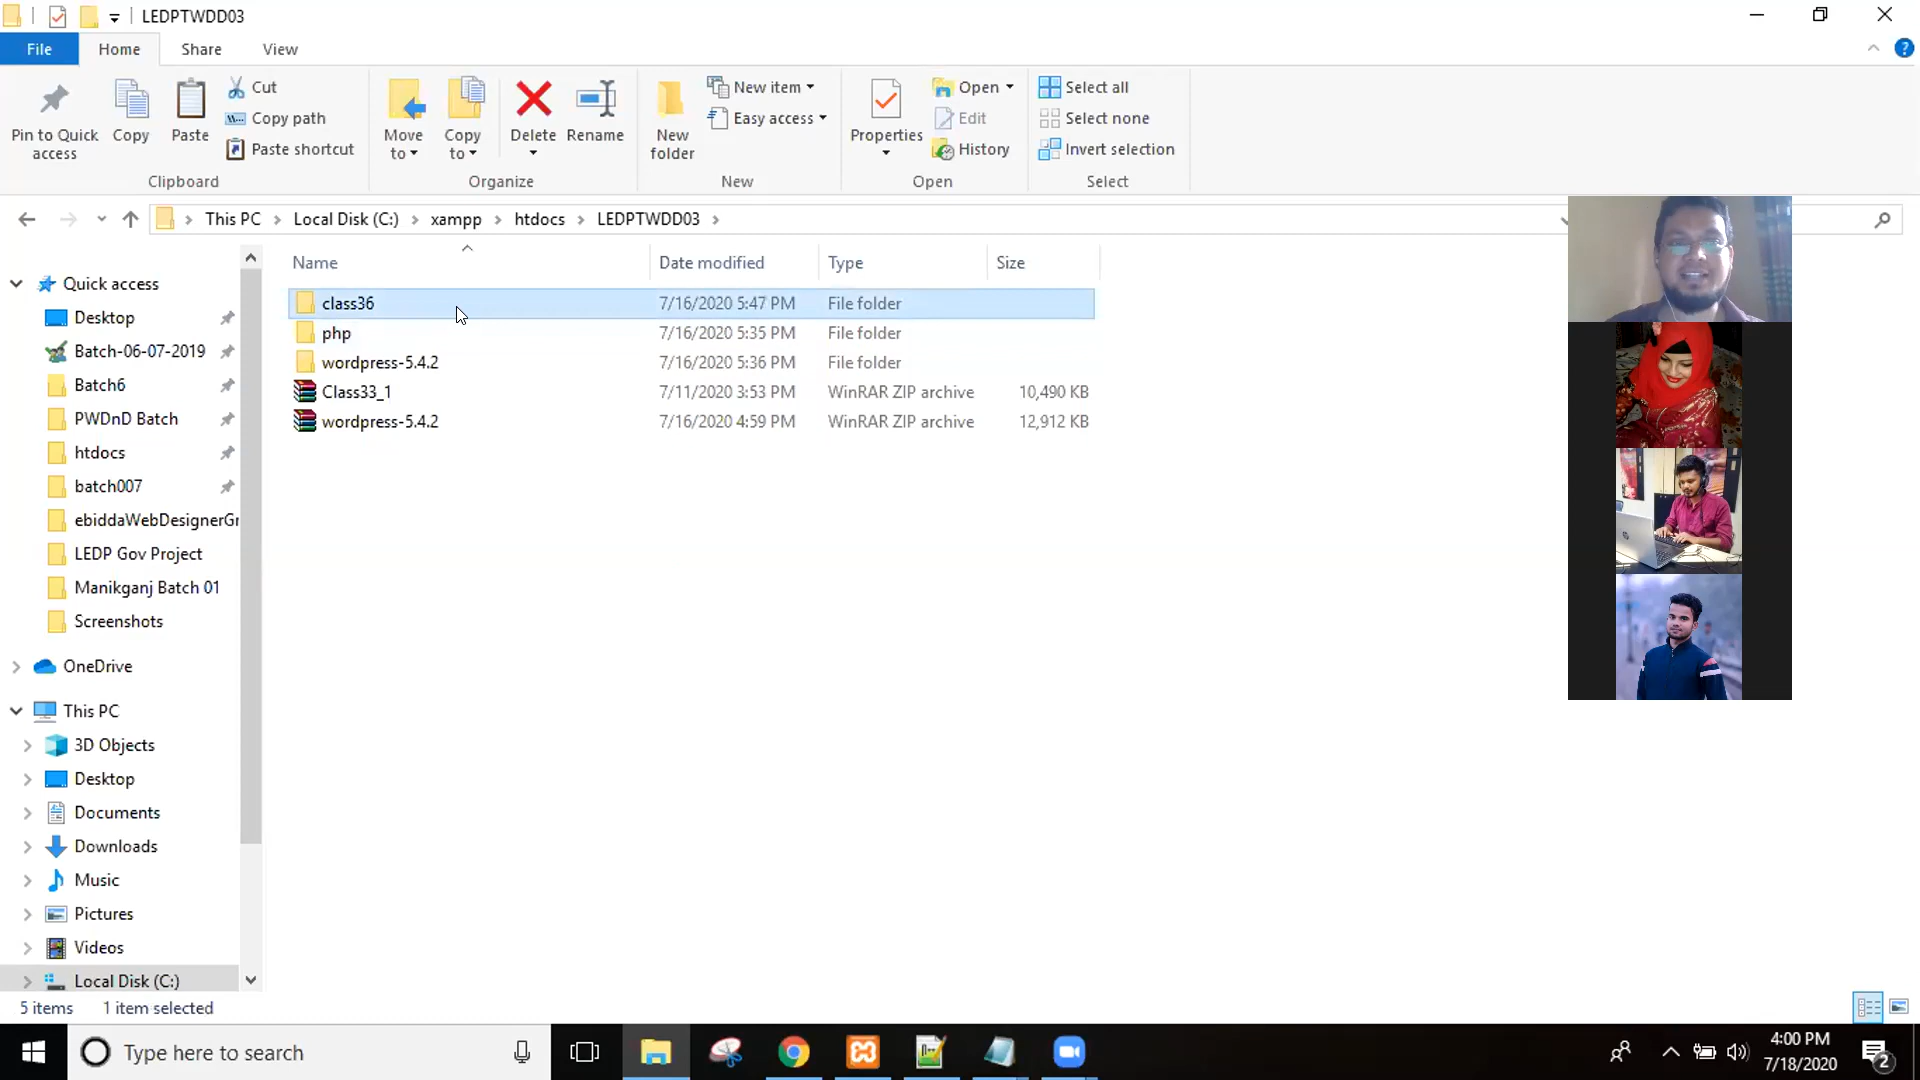 LEDPTWDD03
File Home Share View
Pin to Quick access
Copy
Paste
Cut
Copy path
Paste shortcut
Clipboard
Move to
Copy to
Delete
Rename
Organize
New folder
New item
Easy access
New
Properties
Open
Edit
History
Open
Select all
Select none
Invert selection
Select
This PC > Local Disk (C:) > xampp > htdocs > LEDPTWDD03 >
Name Date modified Type Size
class36 7/16/2020 5:47 PM File folder
php 7/16/2020 5:35 PM File folder
wordpress-5.4.2 7/16/2020 5:36 PM File folder
Class33_1 7/11/2020 3:53 PM WinRAR ZIP archive 10,490 KB
wordpress-5.4.2 7/16/2020 4:59 PM WinRAR ZIP archive 12,912 KB
Quick access
Desktop
Batch-06-07-2019
Batch6
PWDnD Batch
htdocs
batch007
ebiddaWebDesignerGr
LEDP Gov Project
Manikganj Batch 01
Screenshots
OneDrive
This PC
3D Objects
Desktop
Documents
Downloads
Music
Pictures
Videos
Local Disk (C:)
5 items 1 item selected
Type here to search
4:00 PM
7/18/2020
2